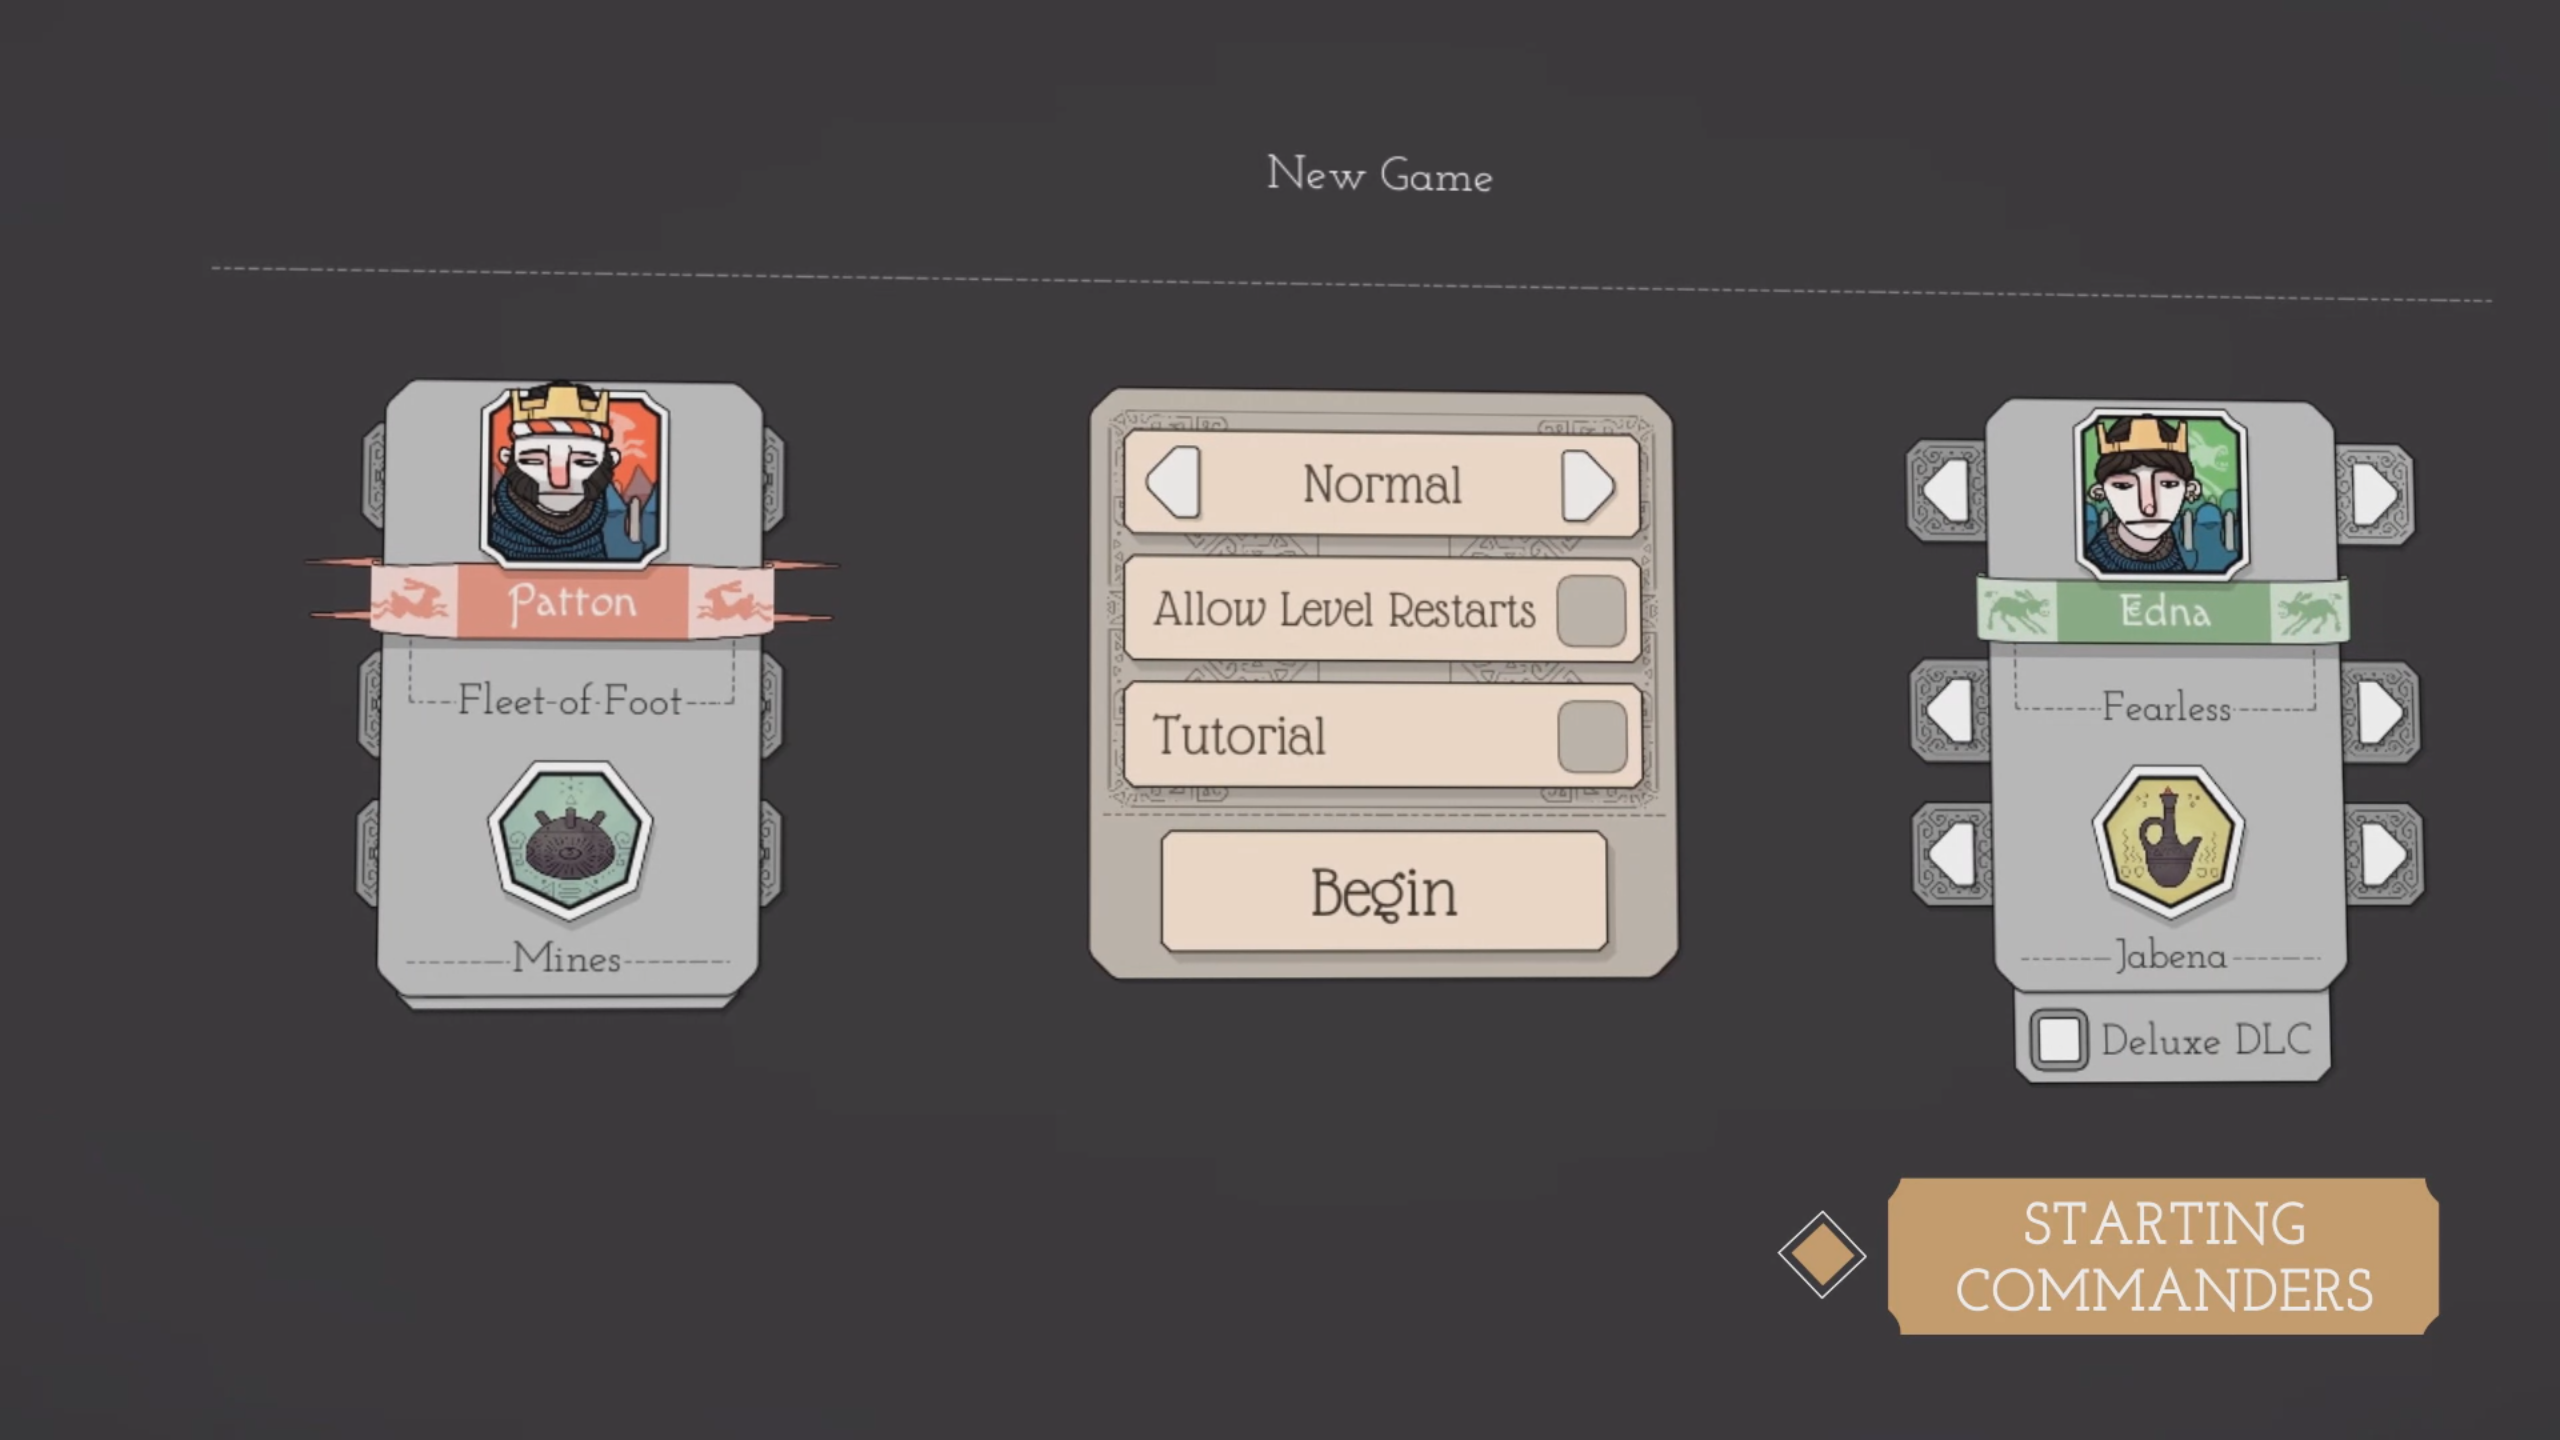 New Game
Patton
Fleet-of-Foot
Mines
Normal
Allow Level Restarts
Tutorial
Begin
Edna
Fearless
Jabena
Deluxe DLC
STARTING
COMMANDERS